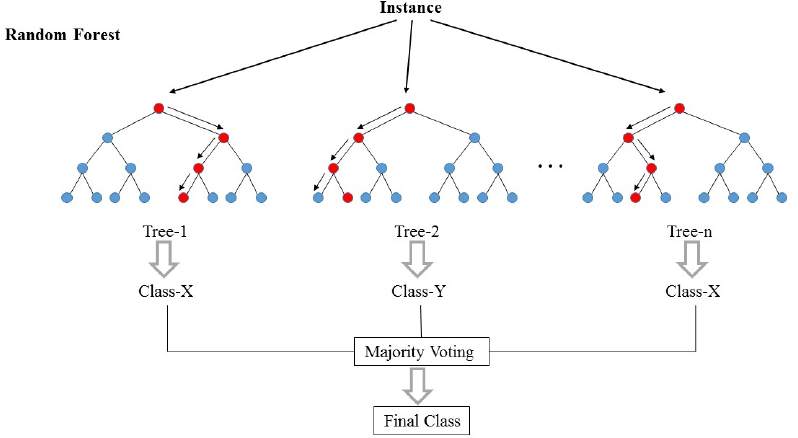 Instance
Random Forest
...
Tree-1
Tree-2
Tree-n
Class-X
Class-Y
Class-X
Majority Voting
Final Class